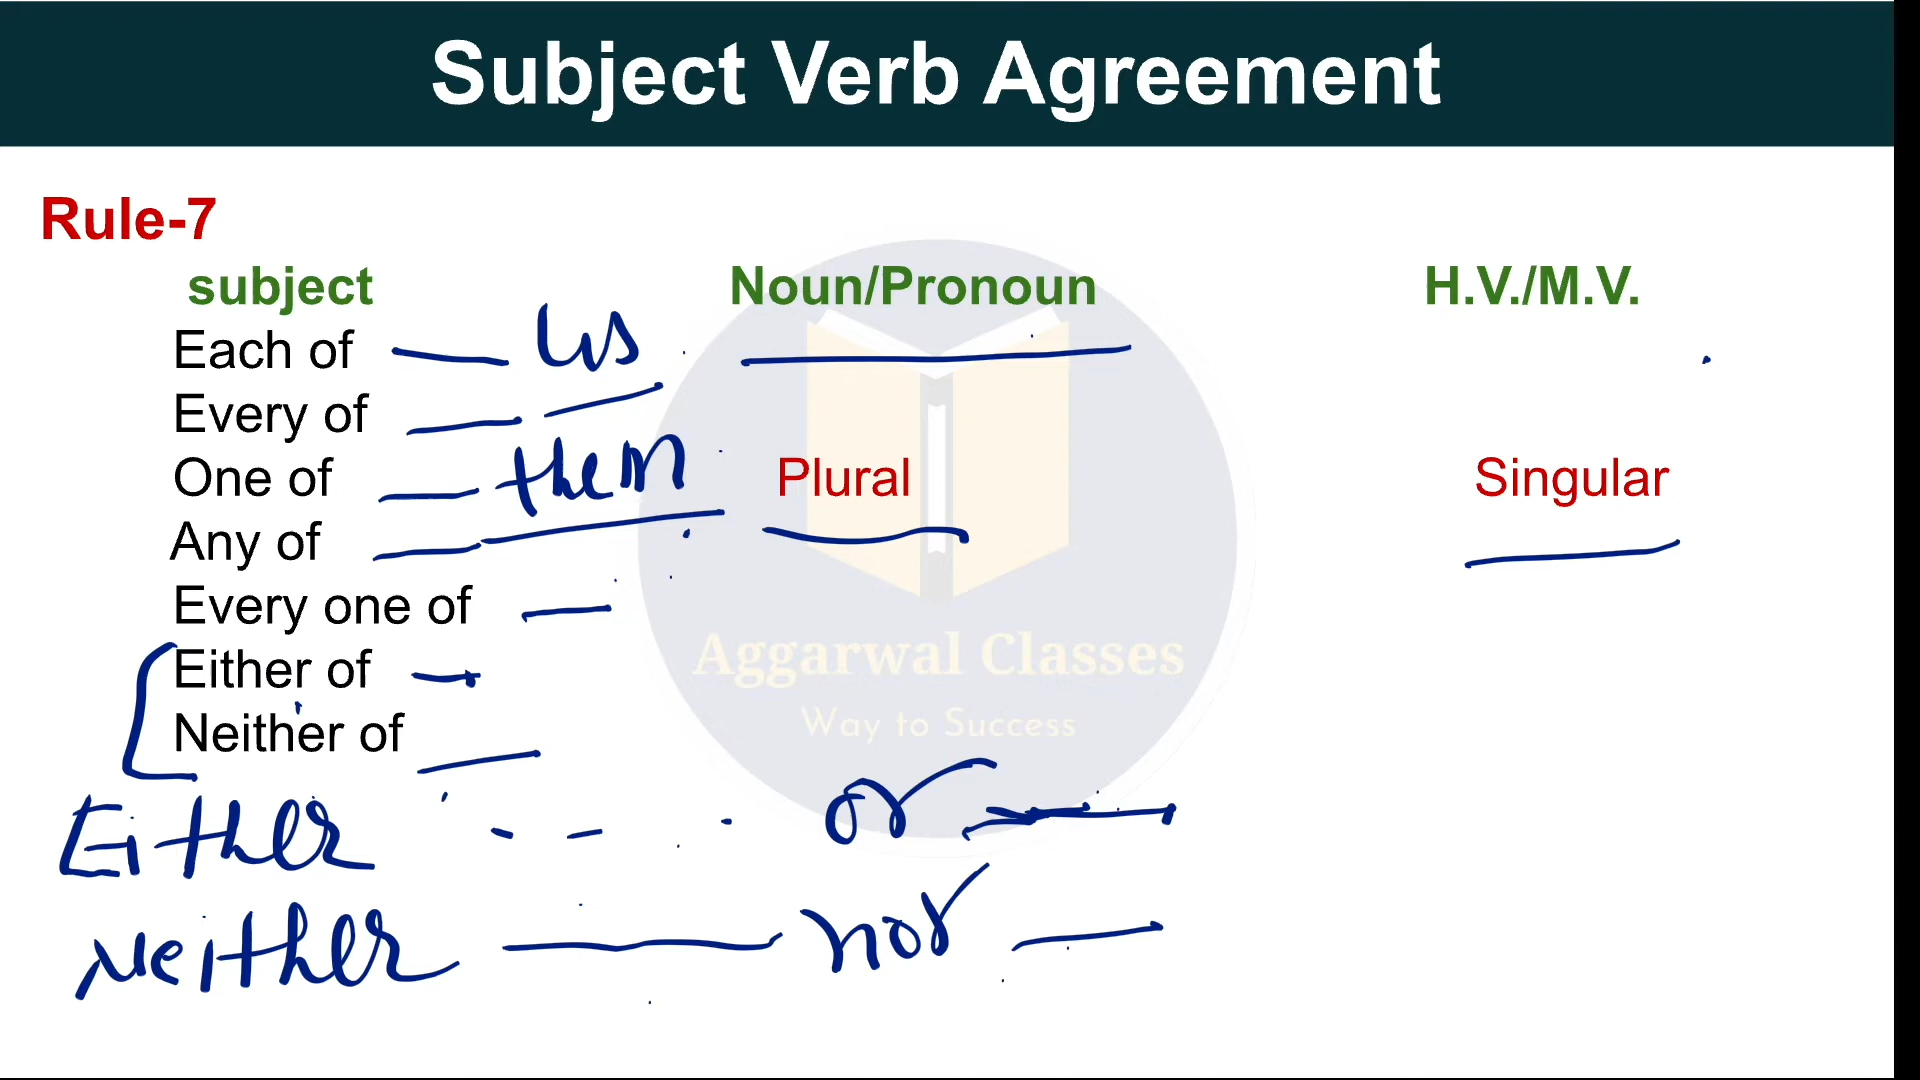 Subject Verb Agreement
Rule-7
subject Noun/Pronoun H.V./M.V.
Each of us
Every of
One of them Plural Singular
Any of
Every one of
Either of
Aggarwal Classes
Neither of
Way to Success
Either or
Neither nor